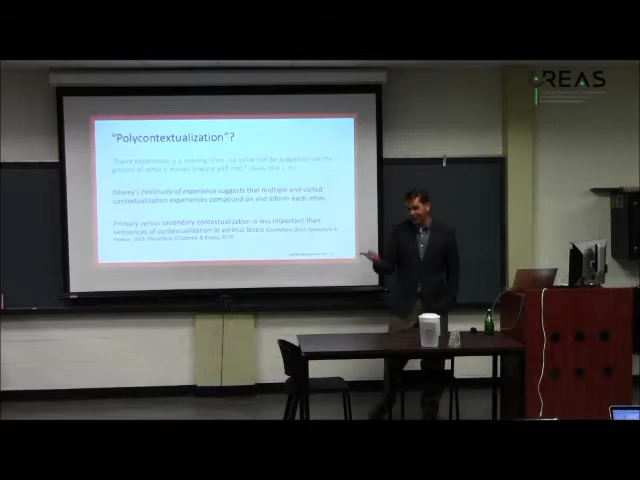 REAS
"Polycontextualization"?
"Every experience is a moving force. Its value can be judged only on the
ground of what it moves toward and into."
Dewey's continuity of experience suggests that multiple and varied
contextualization experiences compound on and inform each other
Primary versus secondary contextualization is less important than
sequences of contextualization at various levels